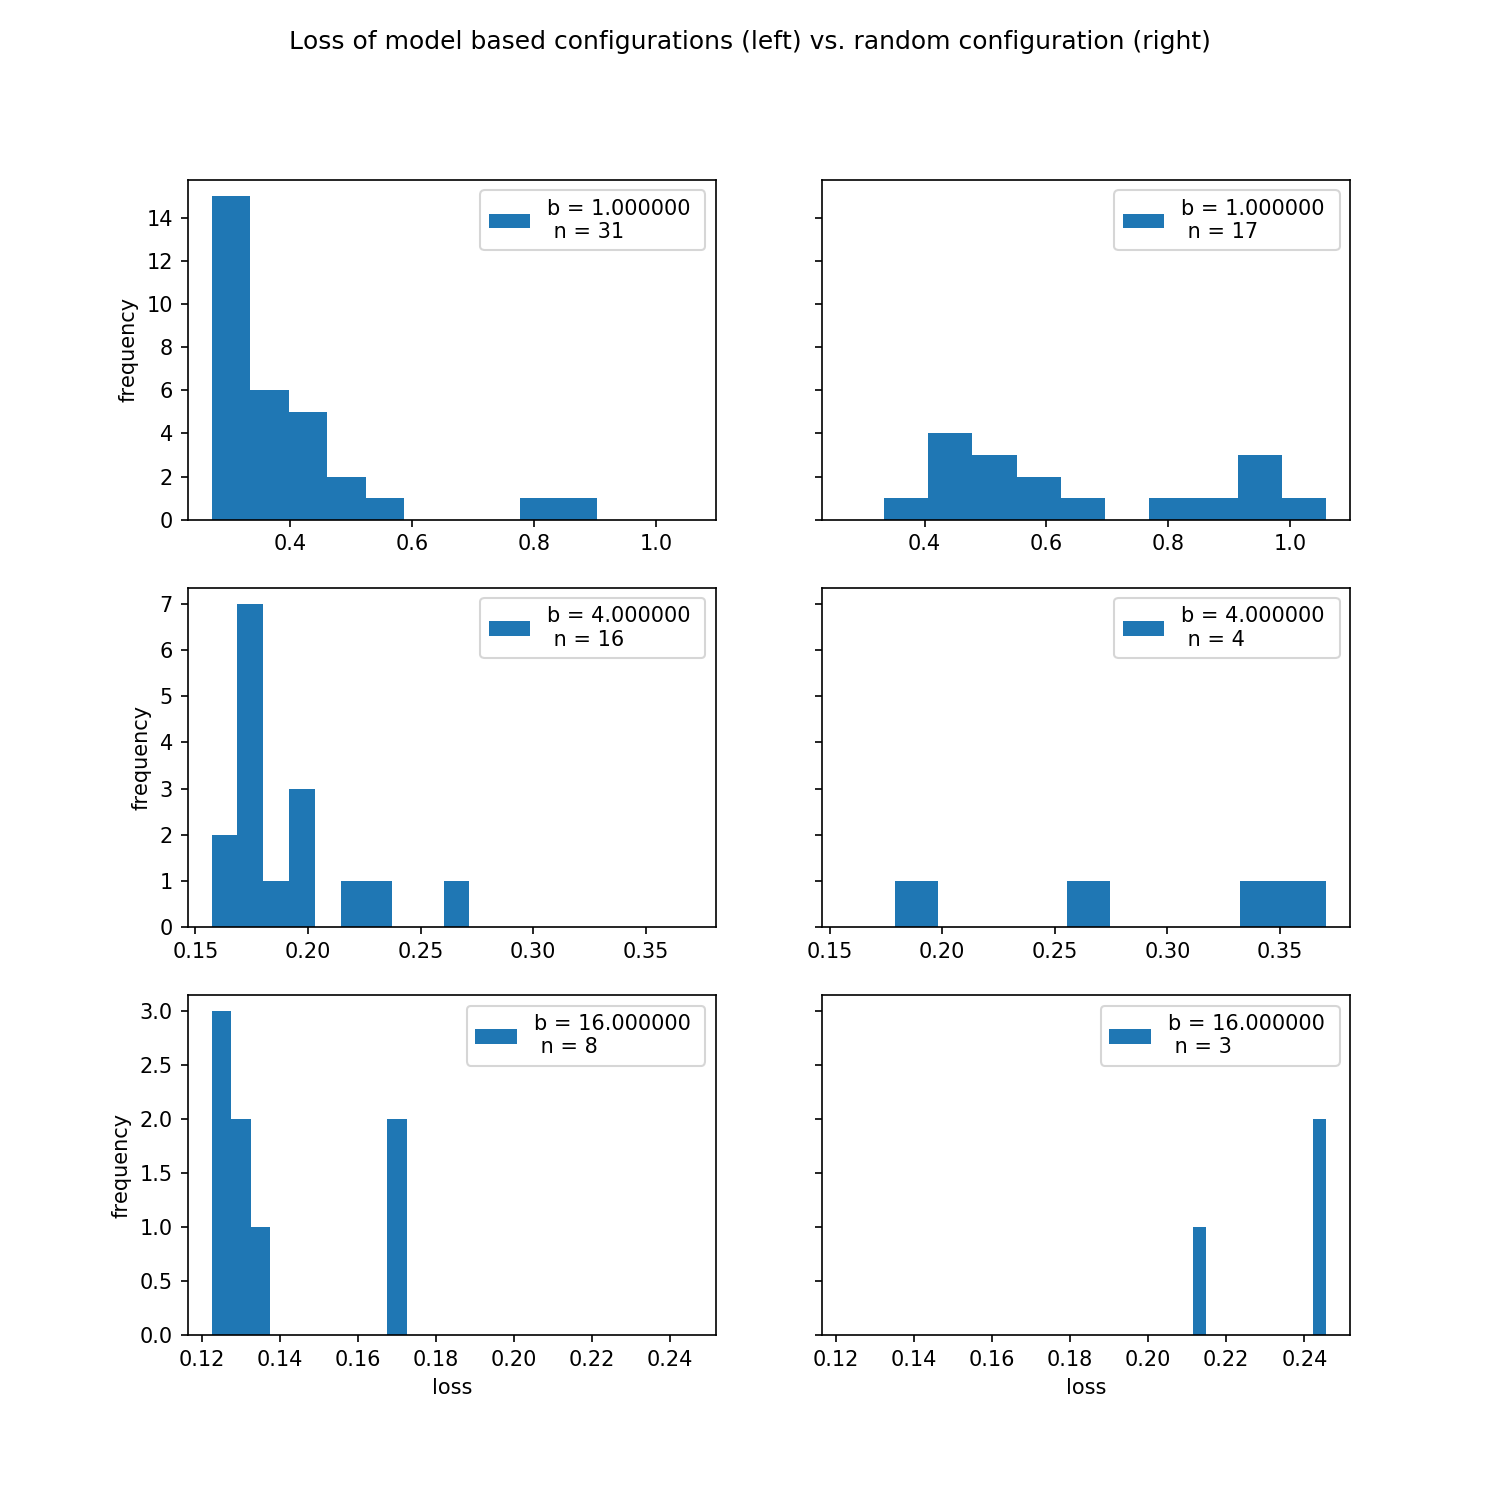 Loss of model based configurations (left) vs. random configuration (right)
b = 1.000000
n = 31
frequency
14
12
10
8
6
4
2
0
0.4 0.6 0.8 1.0
b = 1.000000
n = 17
0.4 0.6 0.8 1.0
b = 4.000000
n = 16
frequency
7
6
5
4
3
2
1
0
0.15 0.20 0.25 0.30 0.35
b = 4.000000
n = 4
0.15 0.20 0.25 0.30 0.35
b = 16.000000
n = 8
frequency
3.0
2.5
2.0
1.5
1.0
0.5
0.0
0.12 0.14 0.16 0.18 0.20 0.22 0.24
loss
b = 16.000000
n = 3
0.12 0.14 0.16 0.18 0.20 0.22 0.24
loss